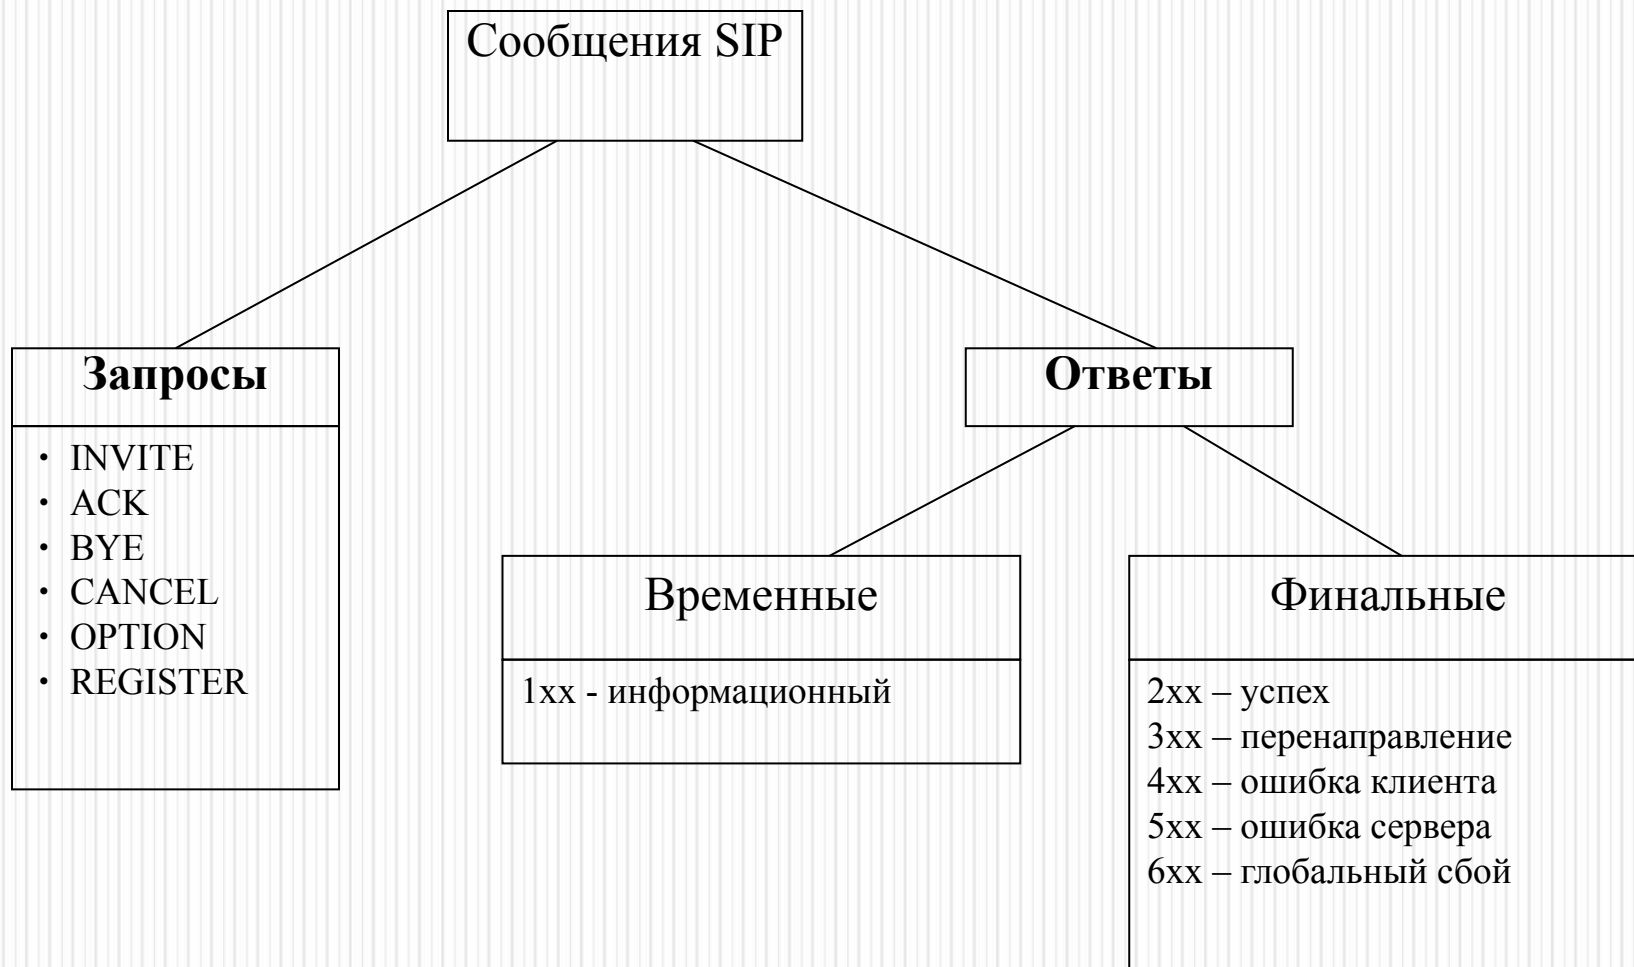 Сообщения SIP
Запросы
• INVITE
• ACK
• BYE
• CANCEL
• OPTION
• REGISTER
Ответы
Временные
1xx - информационный
Финальные
2xx – успех
3xx – перенаправление
4xx – ошибка клиента
5xx – ошибка сервера
6xx – глобальный сбой